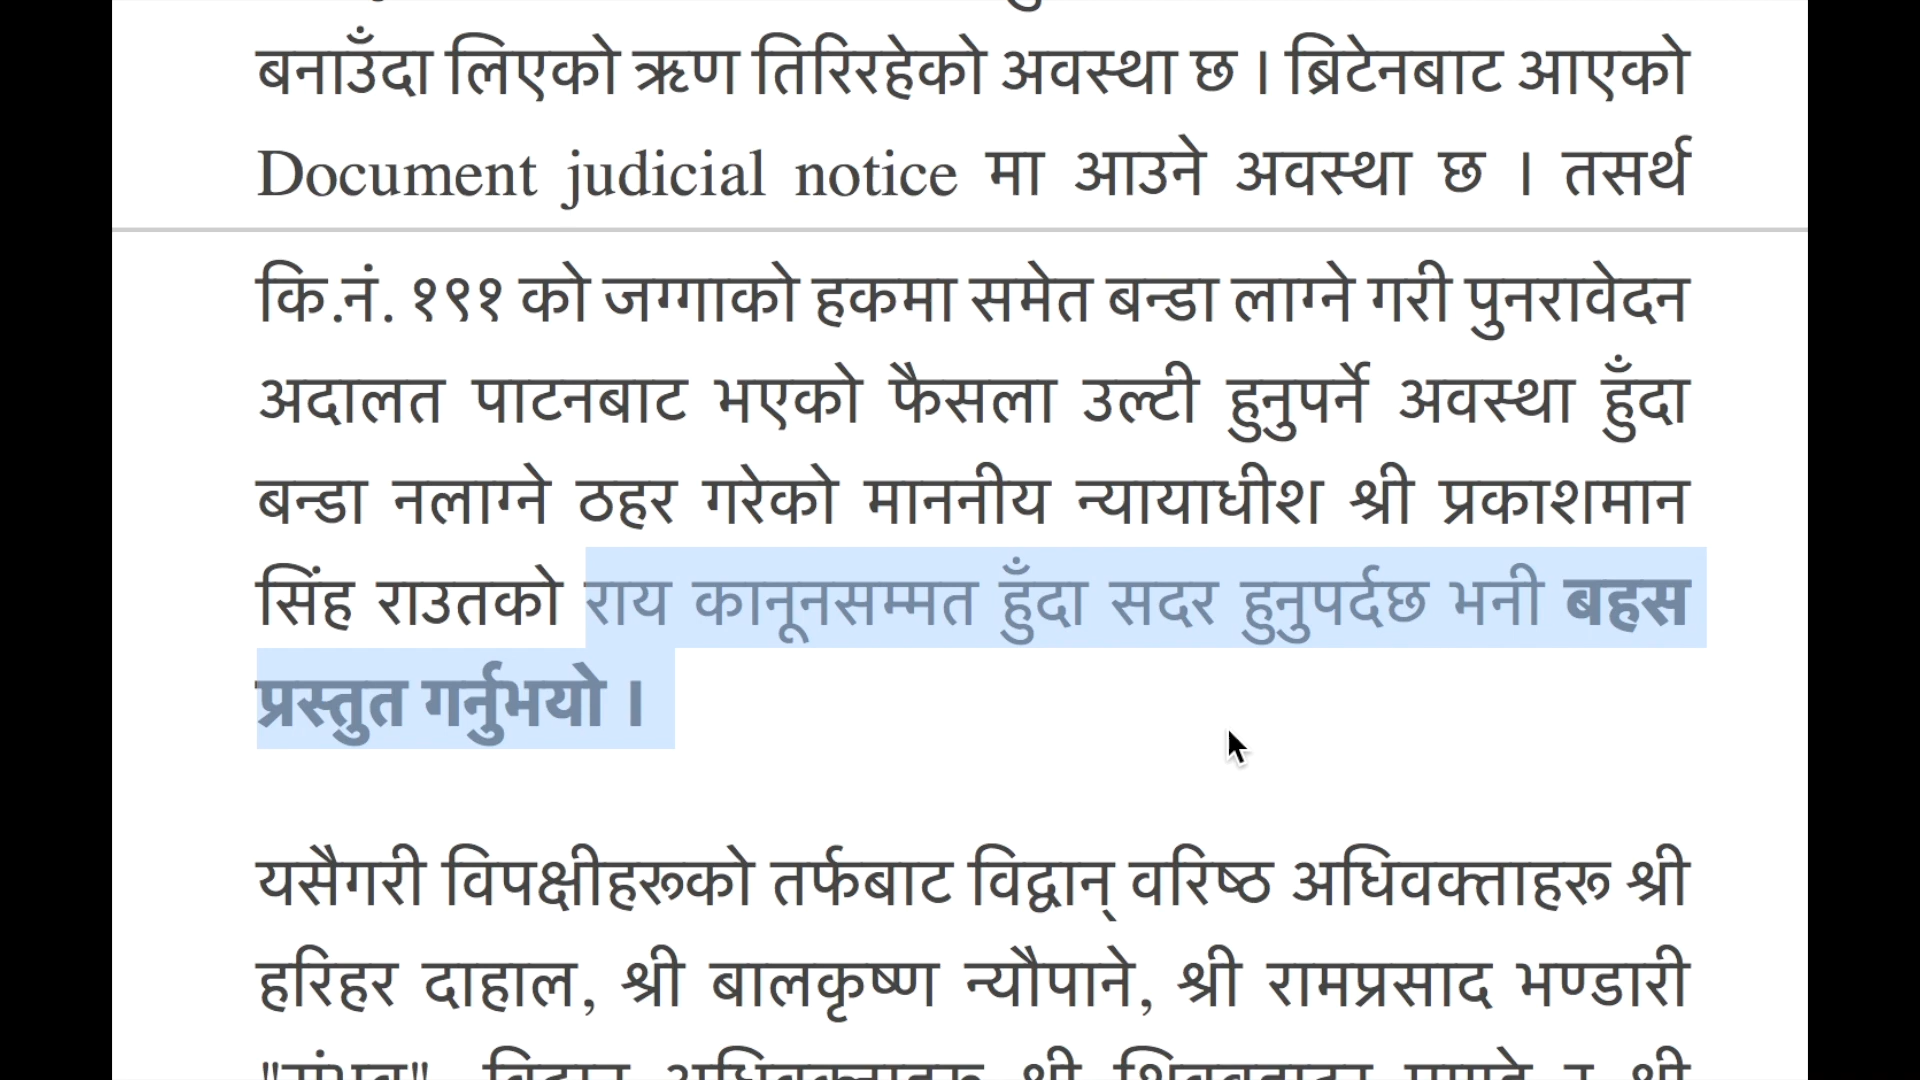 बनाउँदा लिएको ऋण तिरिरहेको अवस्था छ । ब्रिटेनबाट आएको
Document judicial notice मा आउने अवस्था छ । तसर्थ
कि.नं. १९१ को जग्गाको हकमा समेत बन्डा लाग्ने गरी पुनरावेदन
अदालत पाटनबाट भएको फैसला उल्टी हुनुपर्ने अवस्था हुँदा
बन्डा नलाग्ने ठहर गरेको माननीय न्यायाधीश श्री प्रकाशमान
सिंह राउतको राय कानूनसम्मत हुँदा सदर हुनुपर्दछ भनी बहस
प्रस्तुत गर्नुभयो ।
यसैगरी विपक्षीहरूको तर्फबाट विद्वान् वरिष्ठ अधिवक्ताहरू श्री
हरिहर दाहाल, श्री बालकृष्ण न्यौपाने, श्री रामप्रसाद भण्डारी